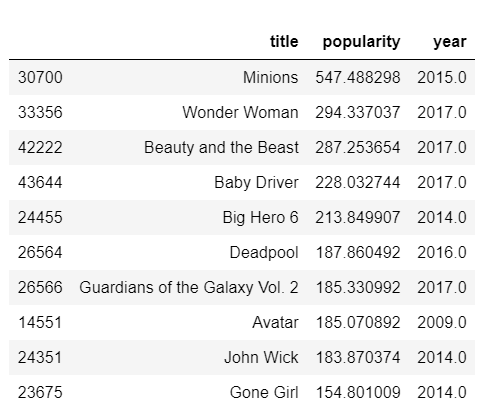 title popularity year
30700 Minions 547.488298 2015.0
33356 Wonder Woman 294.337037 2017.0
42222 Beauty and the Beast 287.253654 2017.0
43644 Baby Driver 228.032744 2017.0
24455 Big Hero 6 213.849907 2014.0
26564 Deadpool 187.860492 2016.0
26566 Guardians of the Galaxy Vol. 2 185.330992 2017.0
14551 Avatar 185.070892 2009.0
24351 John Wick 183.870374 2014.0
23675 Gone Girl 154.801009 2014.0